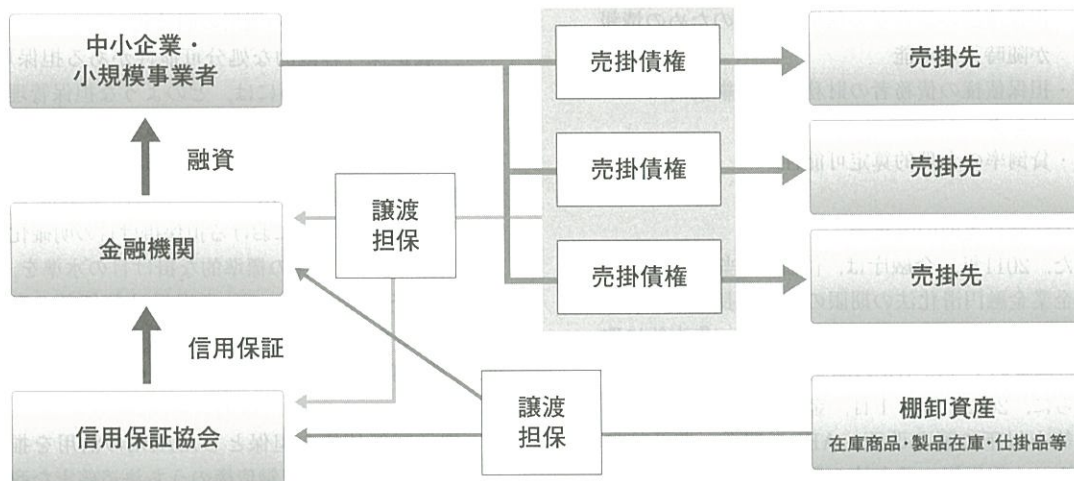 中小企業・
小規模事業者
売掛債権
売掛先
融資
売掛債権
売掛先
譲渡
担保
金融機関
売掛債権
売掛先
信用保証
譲渡
担保
信用保証協会
棚卸資産
在庫商品・製品在庫・仕掛品等